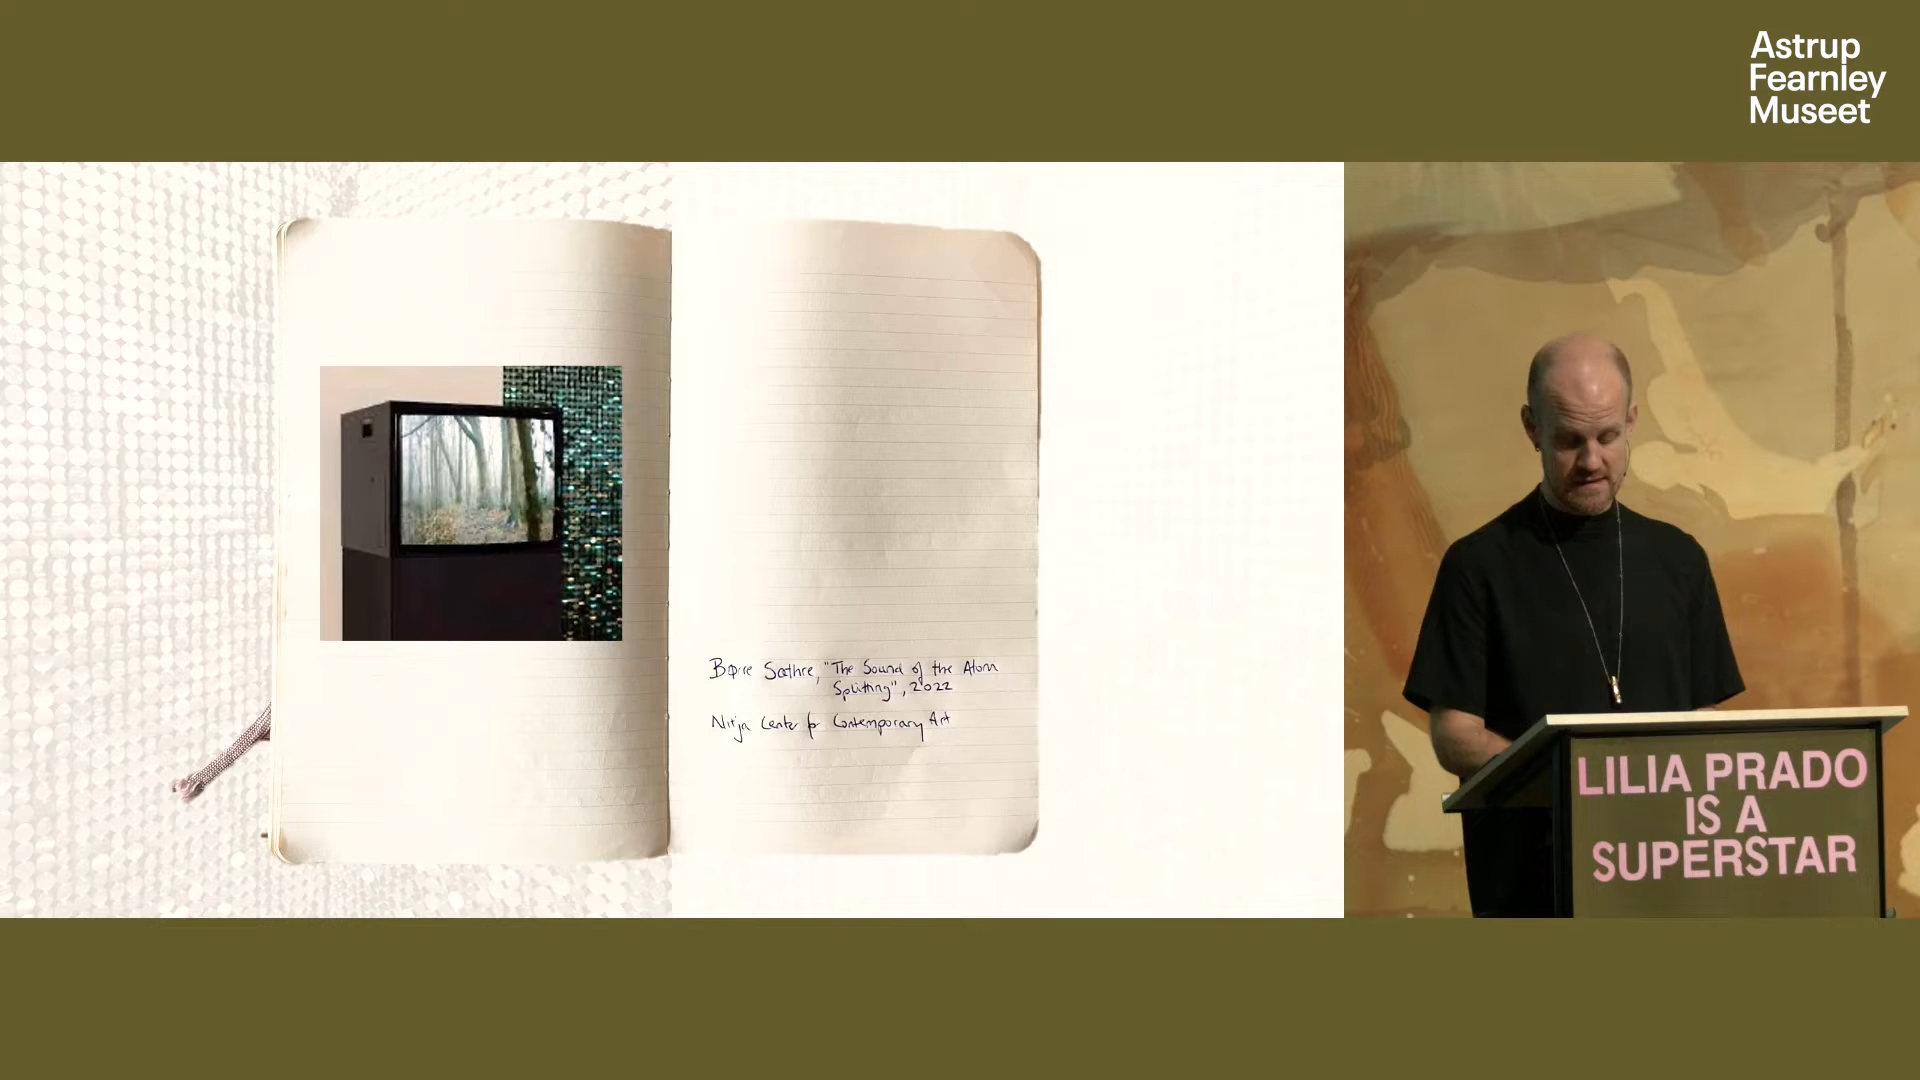 Astrup
Fearnley
Museet
Børre Sæthre, "The Sound of the Atom
Splitting", 2022
Nitja Center for Contemporary Art
LILIA PRADO
IS A
SUPERSTAR